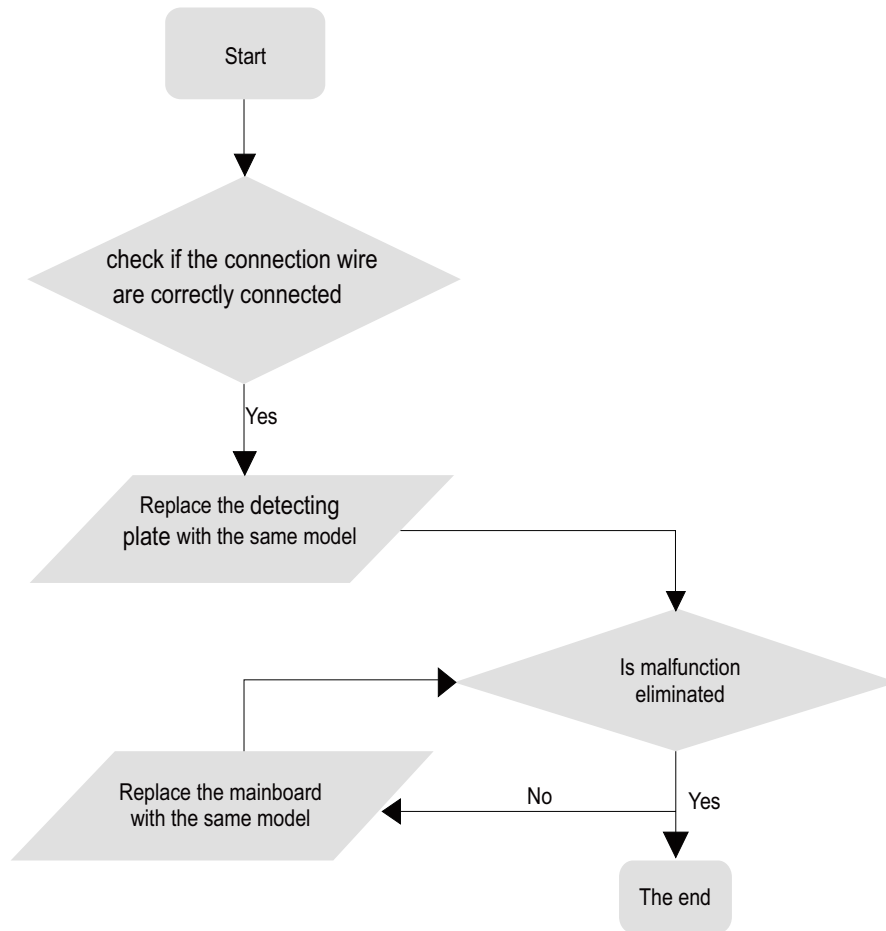 Start
check if the connection wire
are correctly connected
Yes
Replace the detecting
plate with the same model
Is malfunction
eliminated
Replace the mainboard
with the same model
No
Yes
The end